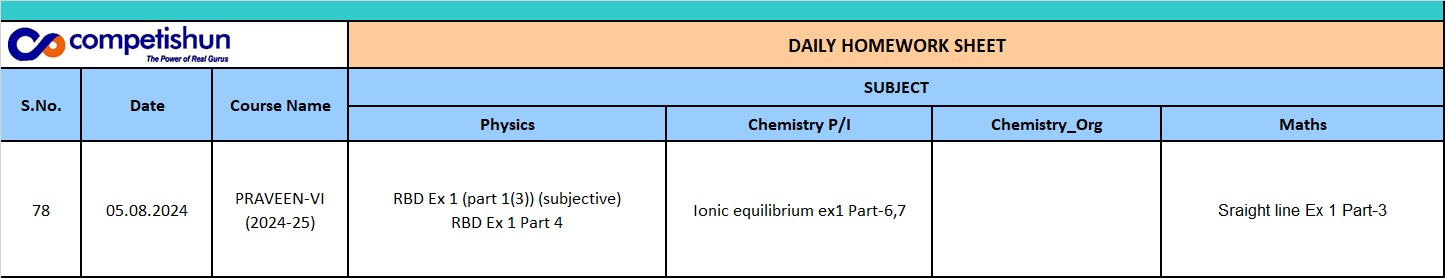 competishun
The Power of Real Gurus
DAILY HOMEWORK SHEET
S.No.
Date
Course Name
SUBJECT
Physics
Chemistry P/I
Chemistry_Org
Maths
78
05.08.2024
PRAVEEN-VI
(2024-25)
RBD Ex 1 (part 1(3)) (subjective)
RBD Ex 1 Part 4
Ionic equilibrium ex1 Part-6,7
Sraight line Ex 1 Part-3